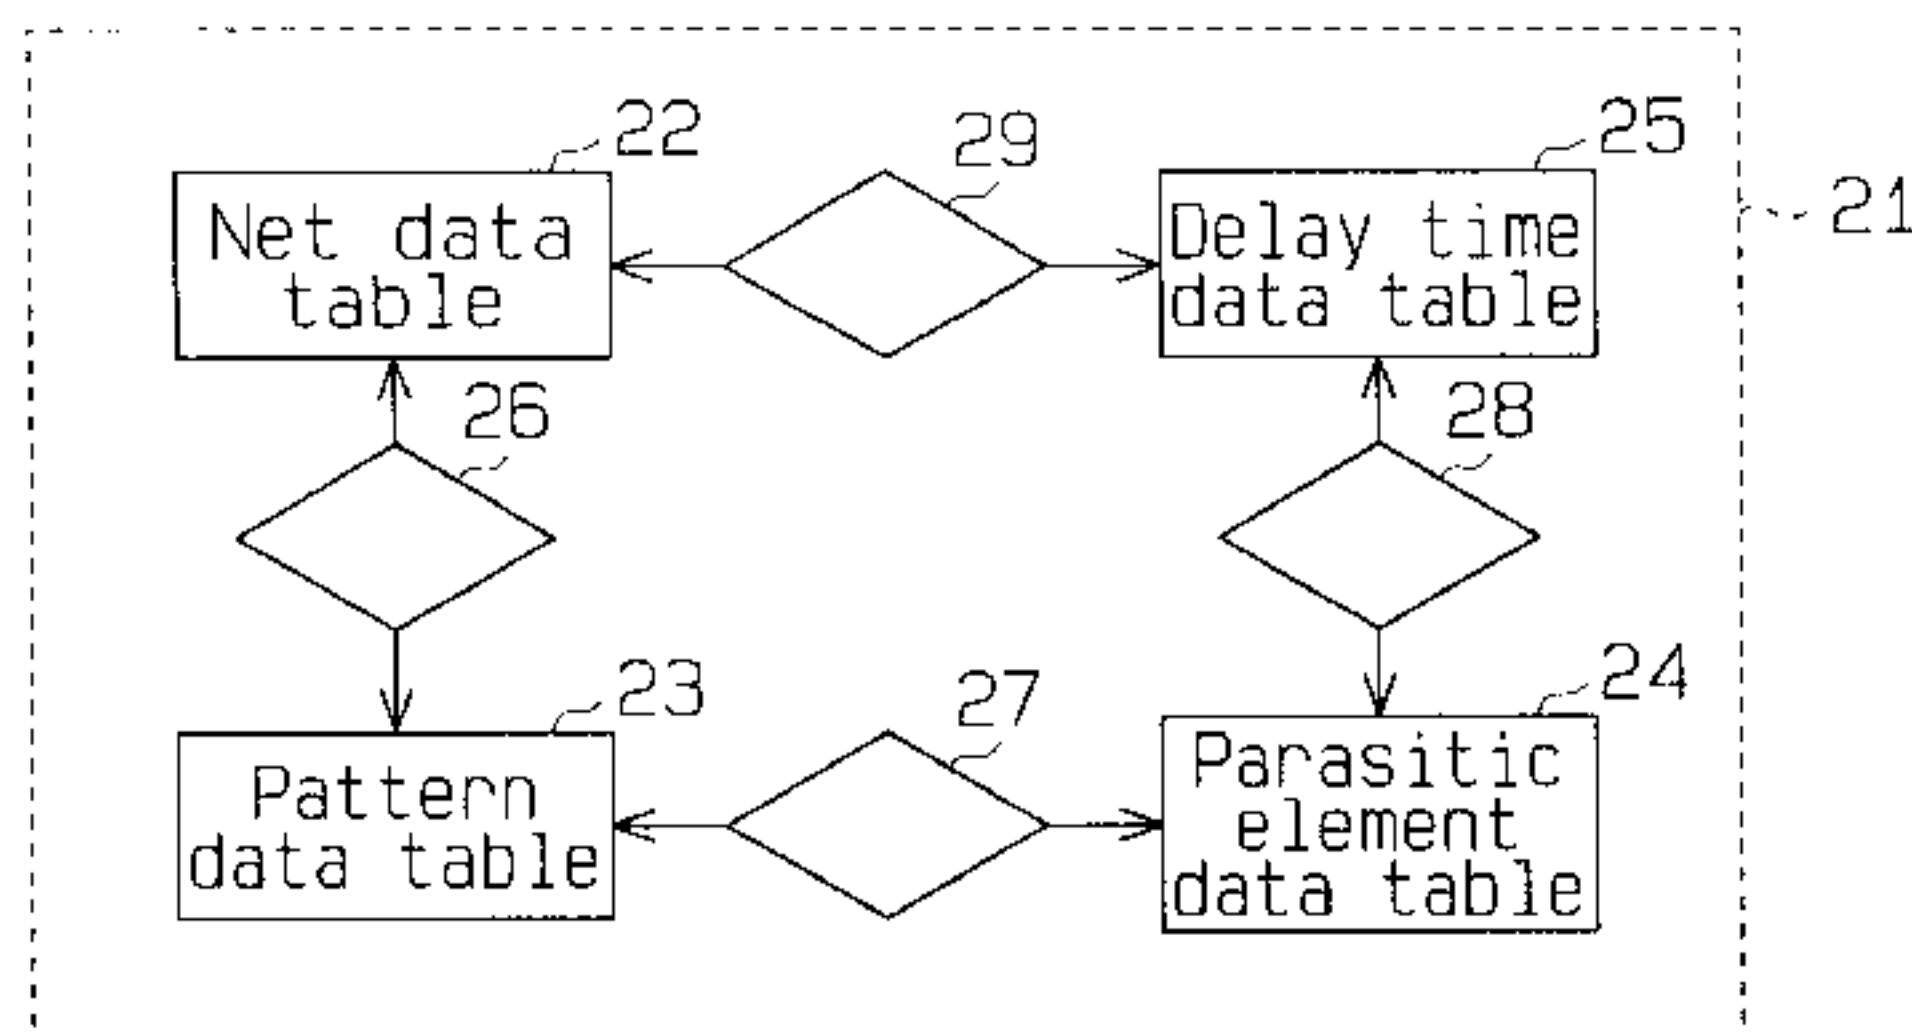 22
29
25
21
Net data
table
Delay time
data table
26
28
23
27
24
Pattern
data table
Parasitic
element
data table